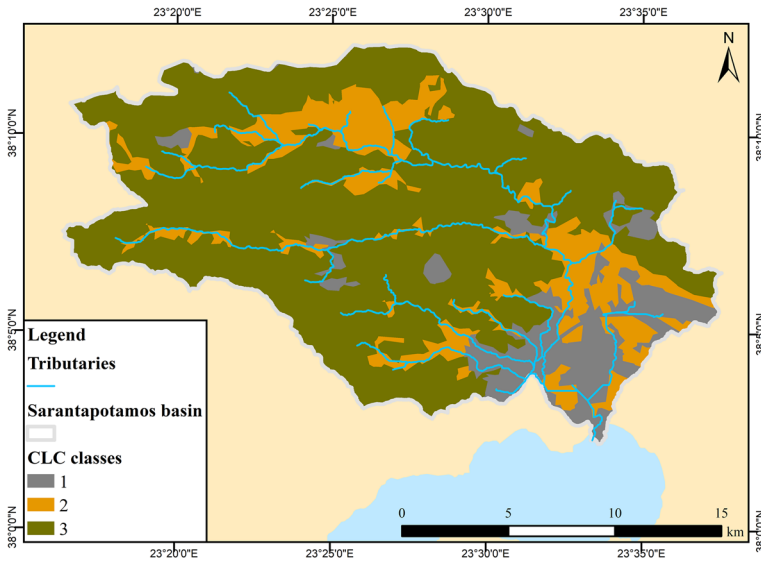 23°20'0"E 23°25'0"E 23°30'0"E 23°35'0"E
N
38°10'0"N
38°10'0"N
38°5'0"N
38°5'0"N
Legend
Tributaries
Sarantapotamos basin
CLC classes
1
2
3
0 5 10 15
km
38°0'0"N
38°0'0"N
23°20'0"E 23°25'0"E 23°30'0"E 23°35'0"E